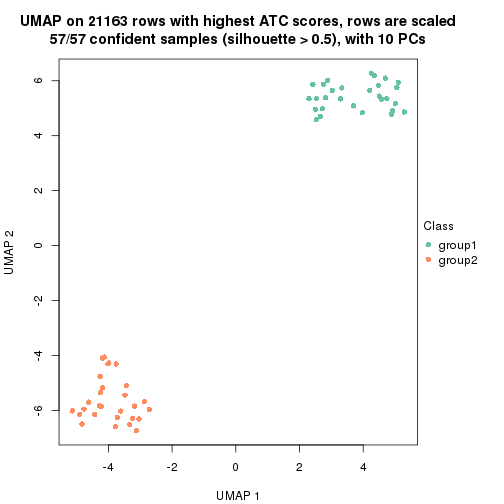 UMAP on 21163 rows with highest ATC scores, rows are scaled
57/57 confident samples (silhouette > 0.5), with 10 PCs
6
4
2
0
-2
-4
-6
UMAP 2
-4
-2
0
2
4
UMAP 1
Class
group1
group2